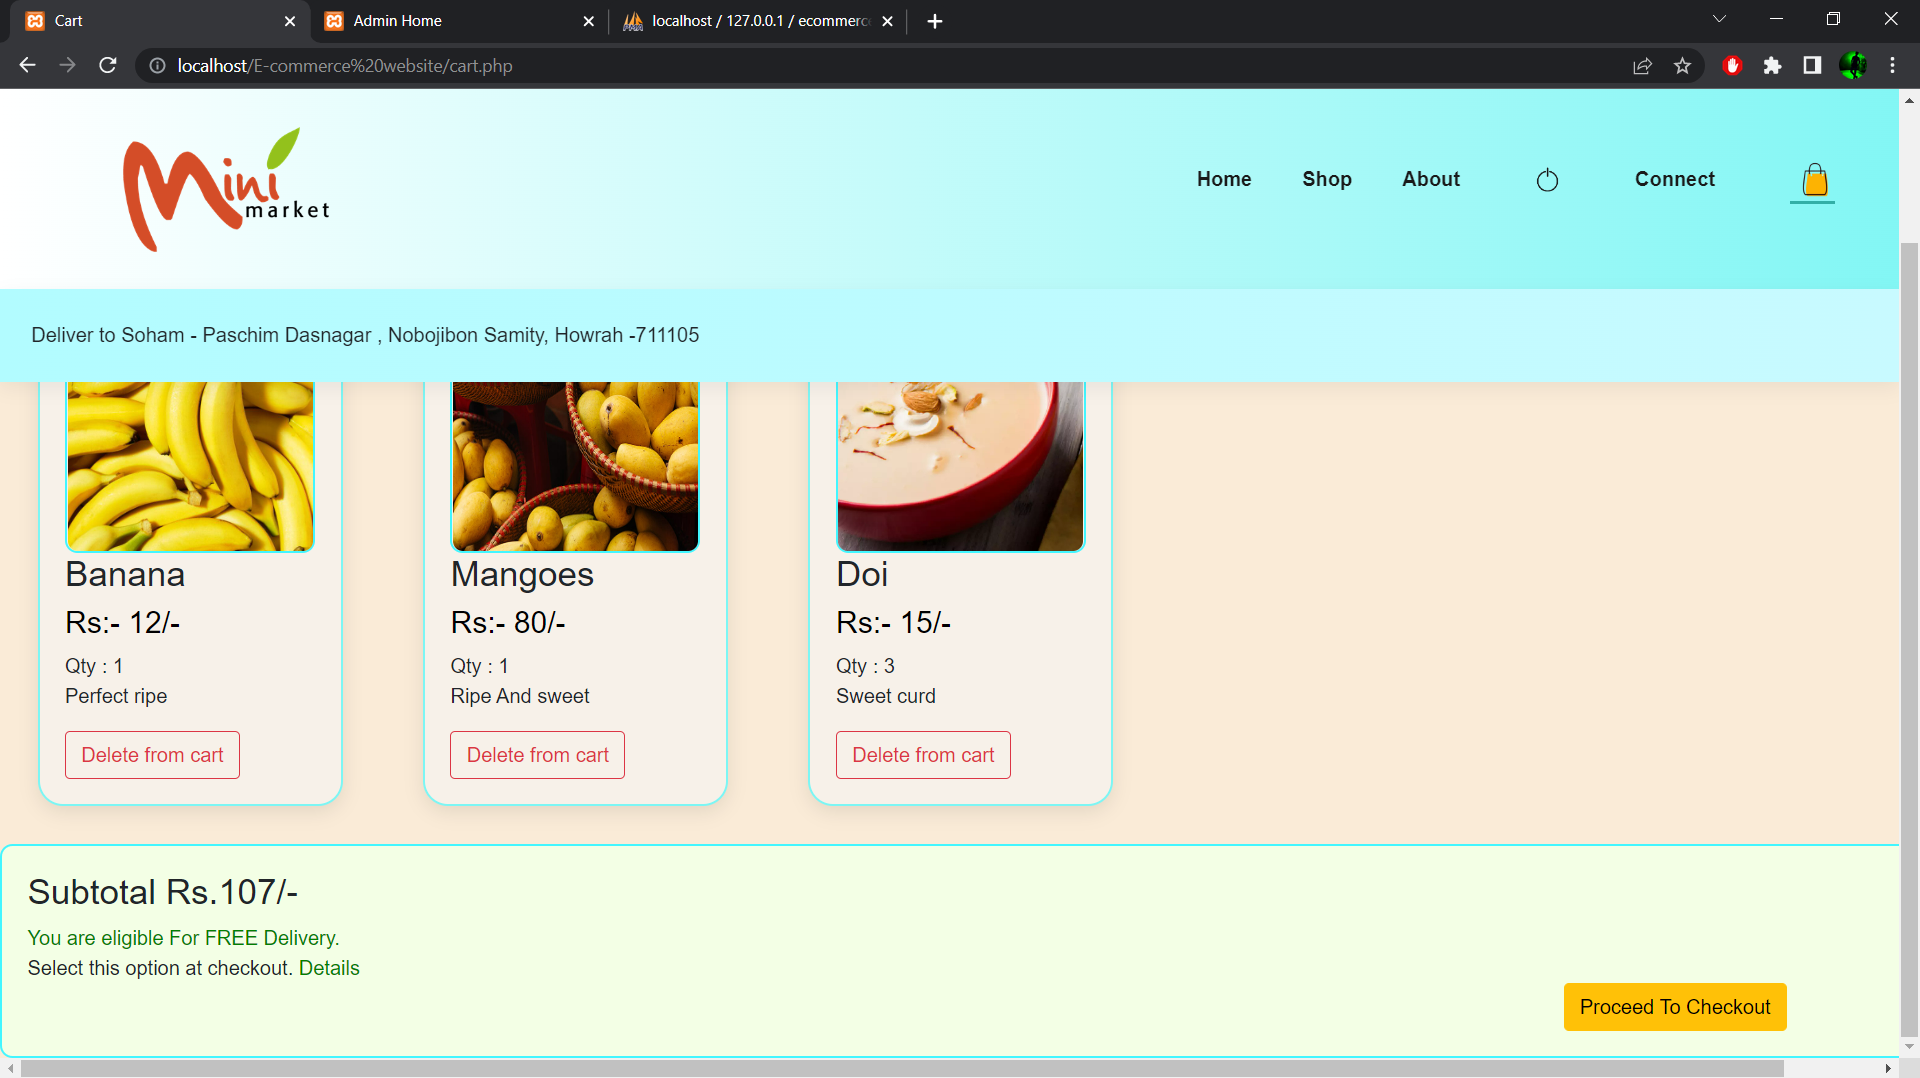 Cart
Admin Home
localhost / 127.0.0.1 / ecommerce
localhost/E-commerce%20website/cart.php
Mini
market
Home
Shop
About
Connect
Deliver to Soham - Paschim Dasnagar , Nobojibon Samity, Howrah -711105
Banana
Rs:- 12/-
Qty : 1
Perfect ripe
Delete from cart
Mangoes
Rs:- 80/-
Qty : 1
Ripe And sweet
Delete from cart
Doi
Rs:- 15/-
Qty : 3
Sweet curd
Delete from cart
Subtotal Rs.107/-
You are eligible For FREE Delivery.
Select this option at checkout. Details
Proceed To Checkout